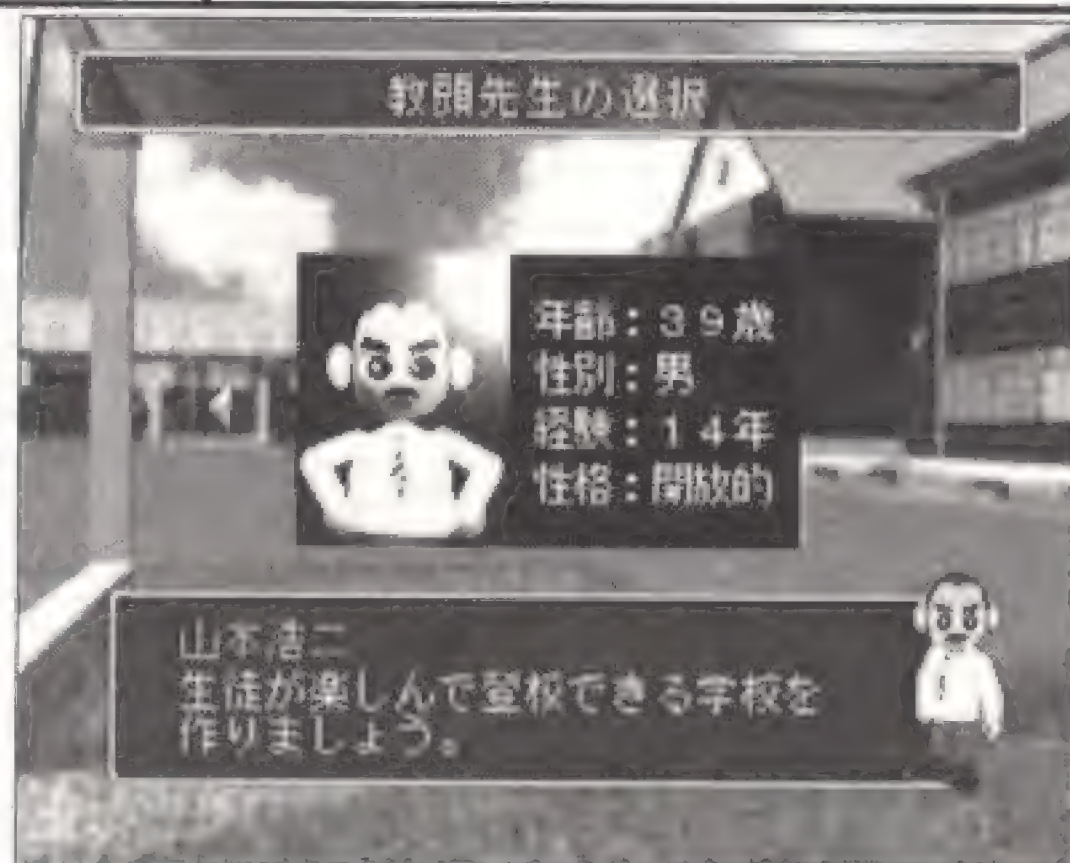 教頭先生の選択
年齢：39歳
性別：男
経験：14年
性格：開放的
山本浩二
生徒が楽しんで登校できる学校を
作りましょう。